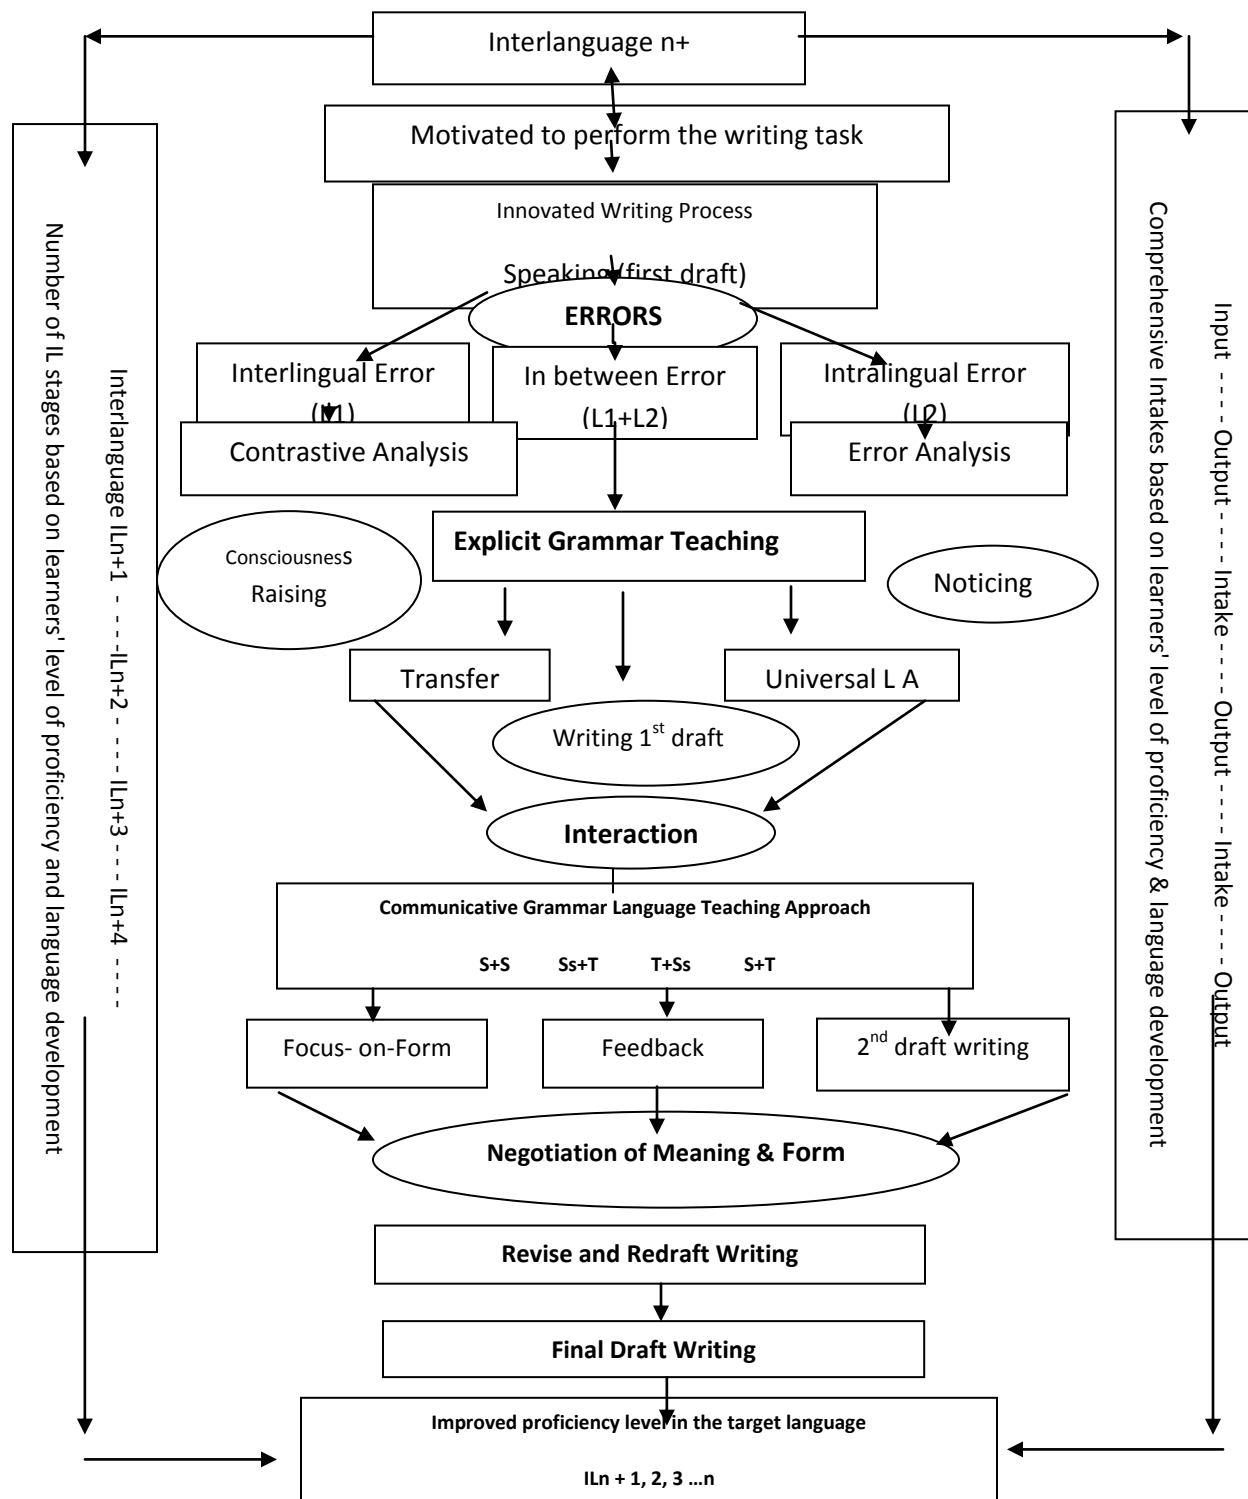 Interlanguage n+
Motivated to perform the writing task
Innovated Writing Process
Speaking (first draft)
ERRORS
Interlingual Error
(L1)
In between Error
(L1+L2)
Intralingual Error
(L2)
Contrastive Analysis
Error Analysis
Explicit Grammar Teaching
Consciousness
Raising
Noticing
Transfer
Universal L A
Writing 1st draft
Interaction
Communicative Grammar Language Teaching Approach
S+S Ss+T T+Ss S+T
Focus- on-Form
Feedback
2nd draft writing
Negotiation of Meaning & Form
Revise and Redraft Writing
Final Draft Writing
Improved proficiency level in the target language
ILn + 1, 2, 3 ...n
Number of IL stages based on learners' level of proficiency and language development
Interlanguage ILn+1 - - - -ILn+2 - - - - ILn+3 - - - ILn+4 - - - - -
Comprehensive Intakes based on learners' level of proficiency & language development
Input - - - - Output - - - - Intake - - - - Output - - - - Intake - - - - Output